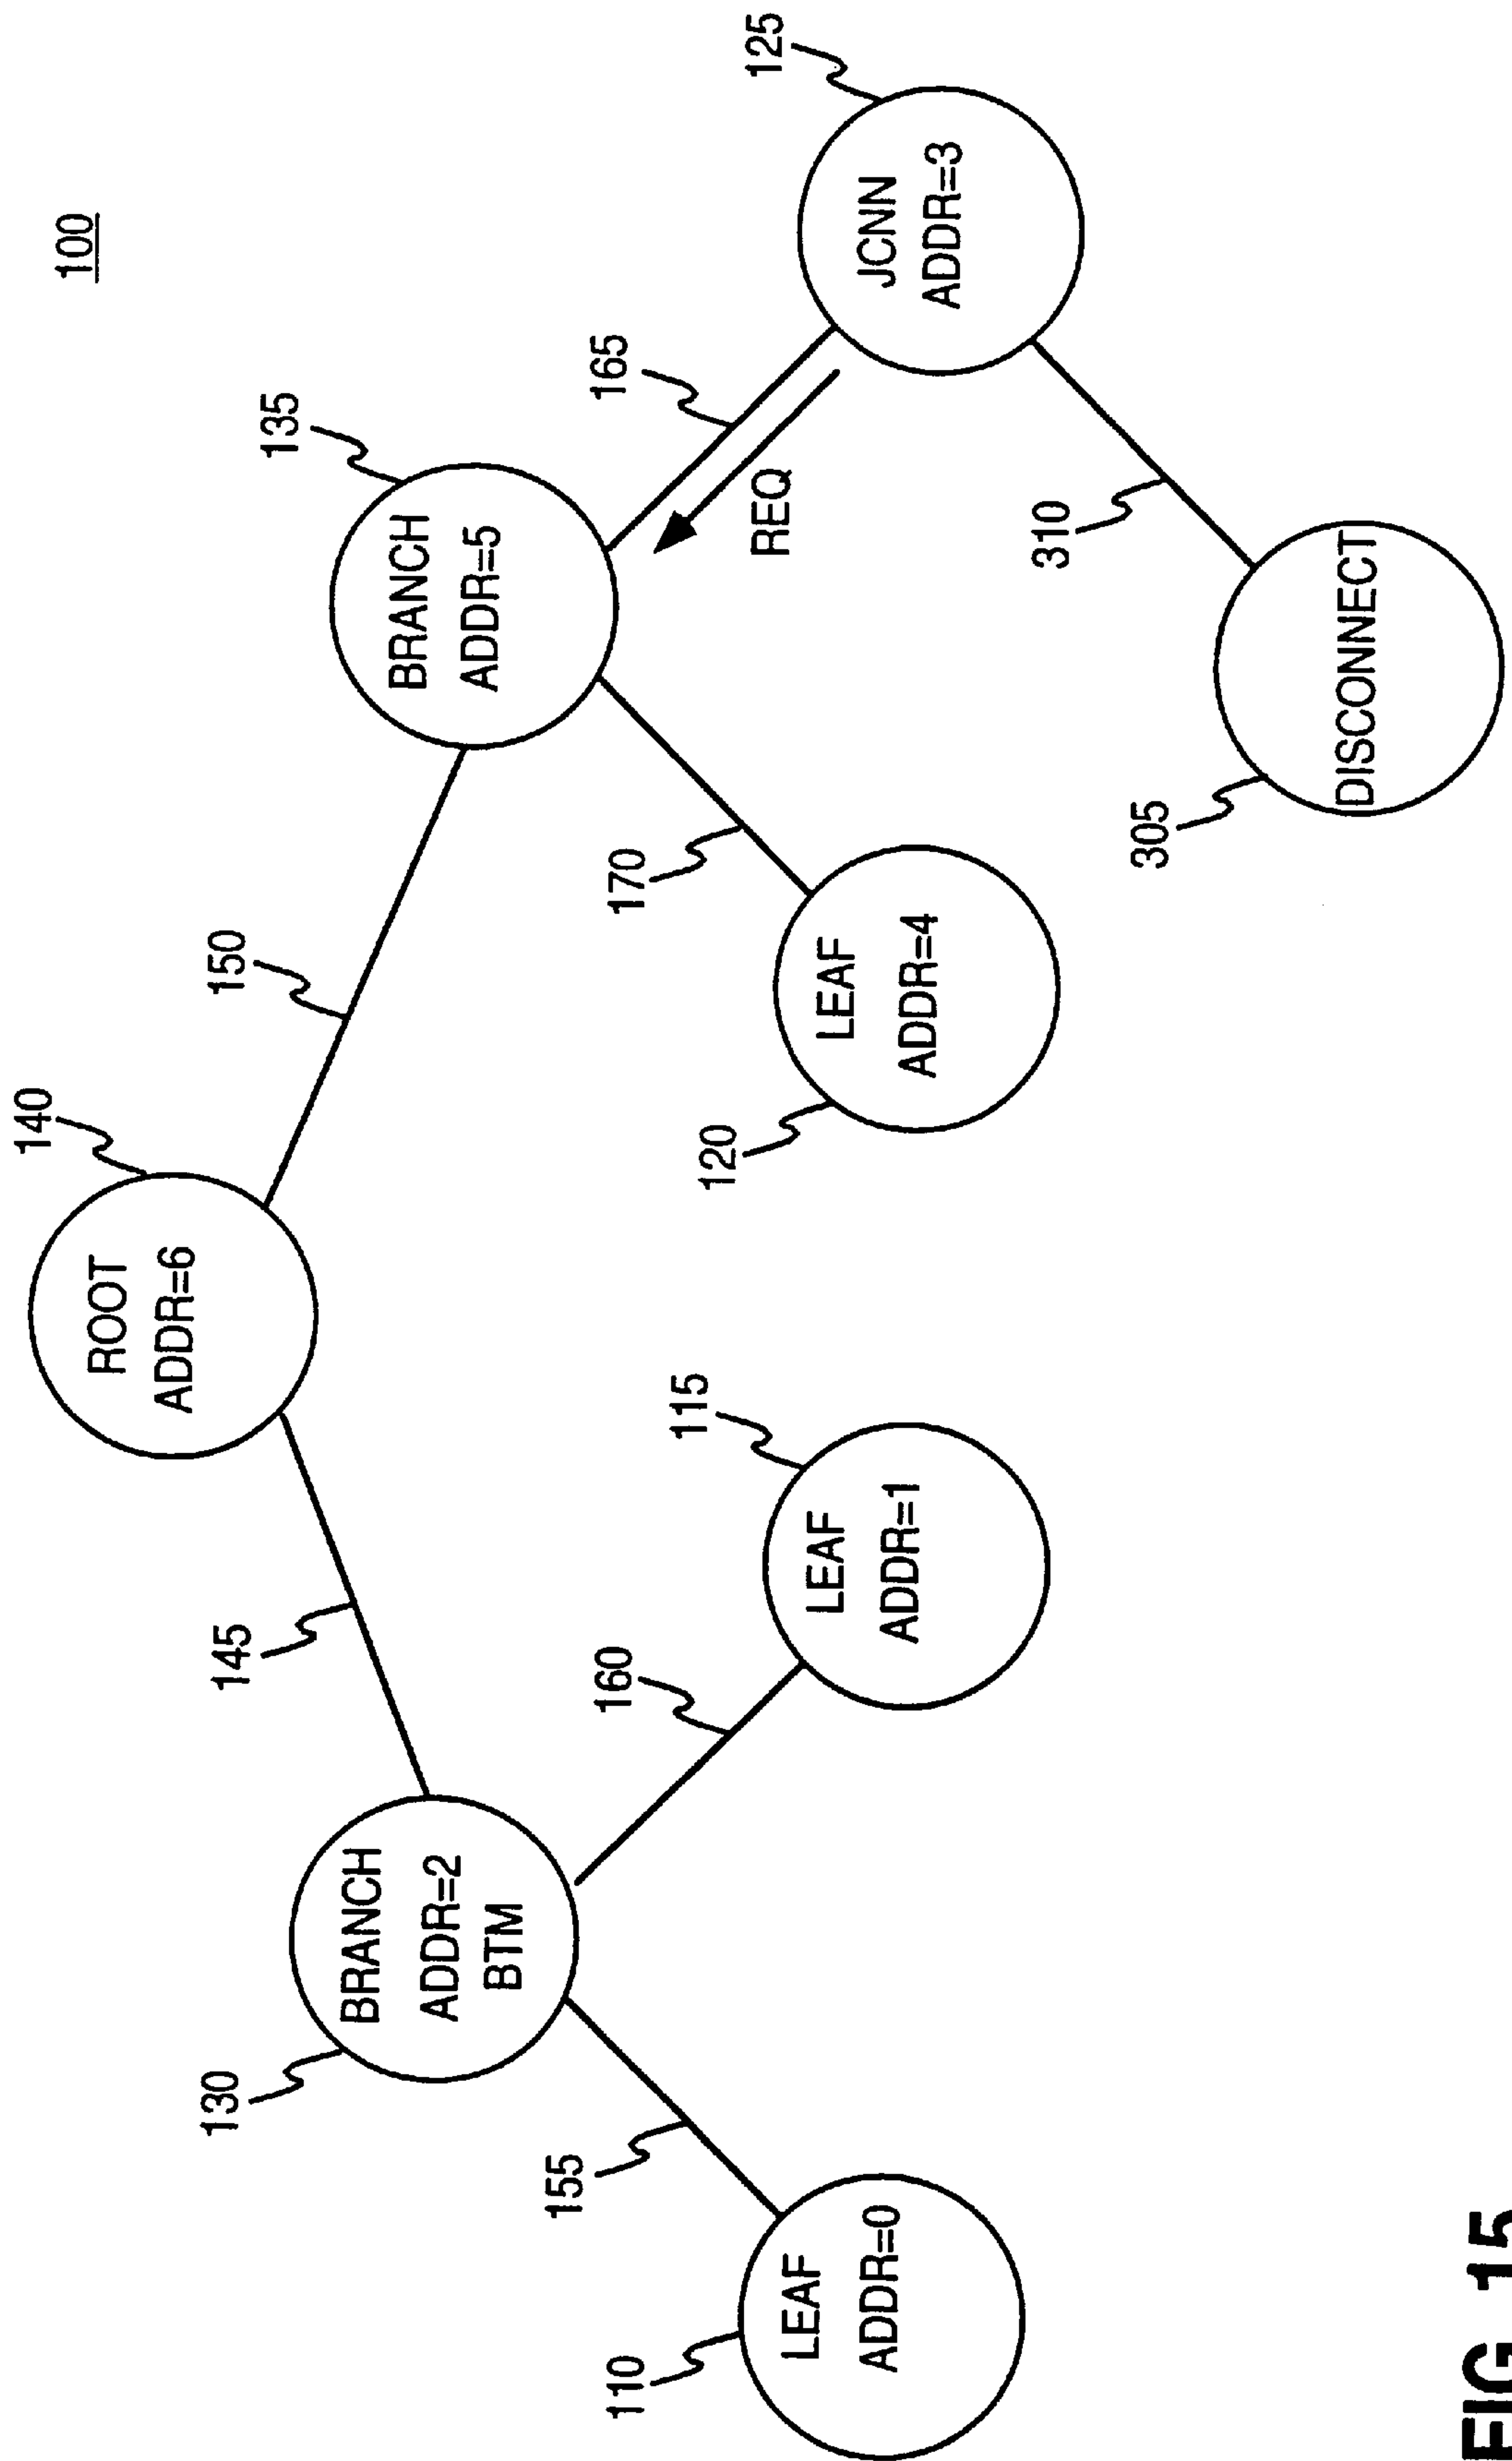 100
140
ROOT
ADDR=6
145
150
130
BRANCH
ADDR=2
BTM
135
BRANCH
ADDR=5
155
160
170
165
REQ
110
LEAF
ADDR=0
115
LEAF
ADDR=1
120
LEAF
ADDR=4
125
JCNN
ADDR=3
310
305
DISCONNECT
FIG 15